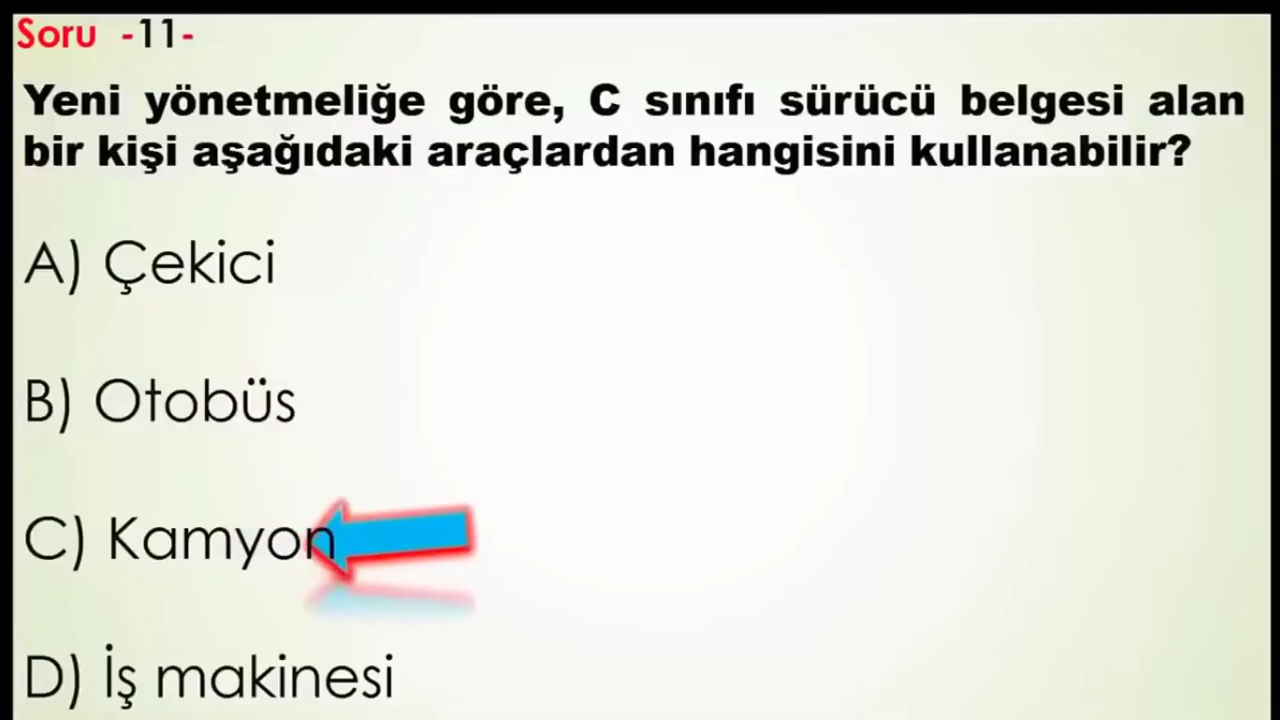 Soru -11-
Yeni yönetmeliğe göre, C sınıfı sürücü belgesi alan
bir kişi aşağıdaki araçlardan hangisini kullanabilir?
A) Çekici
B) Otobüs
C) Kamyon
D) İş makinesi